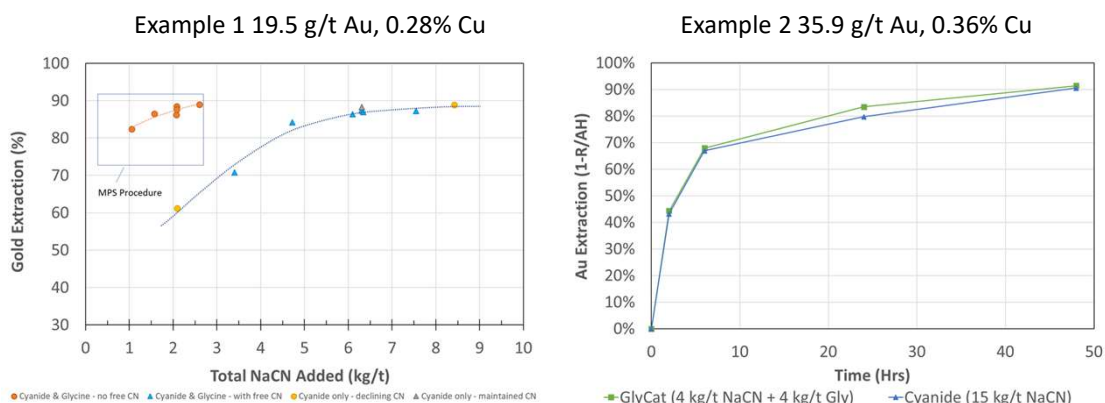 Example 1 19.5 g/t Au, 0.28% Cu
100
90
80
70
60
50
40
30
Gold Extraction (%)
MPS Procedure
0 1 2 3 4 5 6 7 8 9 10
Total NaCN Added (kg/t)
Cyanide & Glycine - no free CN Cyanide & Glycine - with free CN Cyanide only - declining CN Cyanide only - maintained CN
Example 2 35.9 g/t Au, 0.36% Cu
100%
90%
80%
70%
60%
50%
40%
30%
20%
10%
0%
Au Extraction (1-R/AH)
0 10 20 30 40 50
Time (Hrs)
GlyCat (4 kg/t NaCN + 4 kg/t Gly) Cyanide (15 kg/t NaCN)